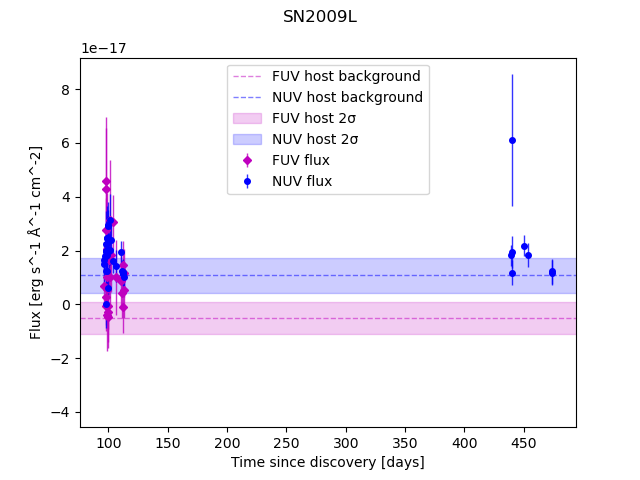 SN2009L
1e−17
FUV host background
NUV host background
FUV host 2σ
NUV host 2σ
FUV flux
NUV flux
8
6
4
2
0
−2
−4
Flux [erg s^-1 Å^-1 cm^-2]
100 150 200 250 300 350 400 450
Time since discovery [days]